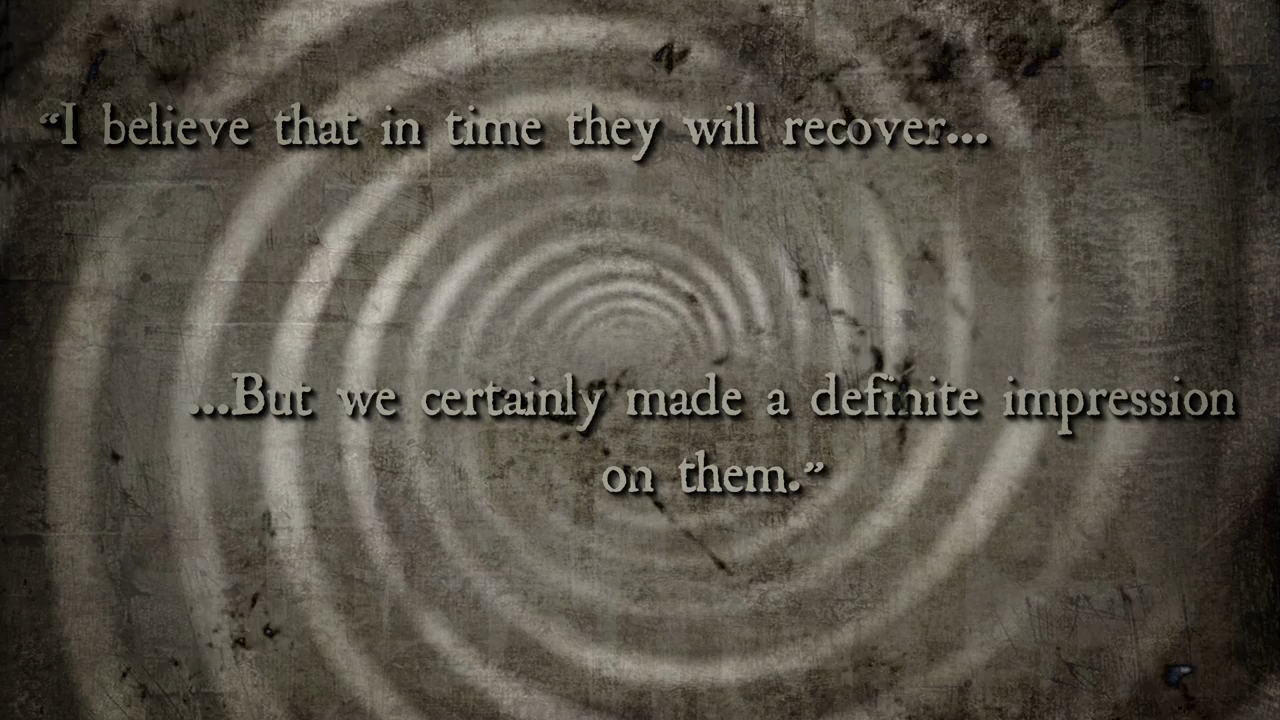 “I believe that in time they will recover...
...But we certainly made a definite impression
on them.”